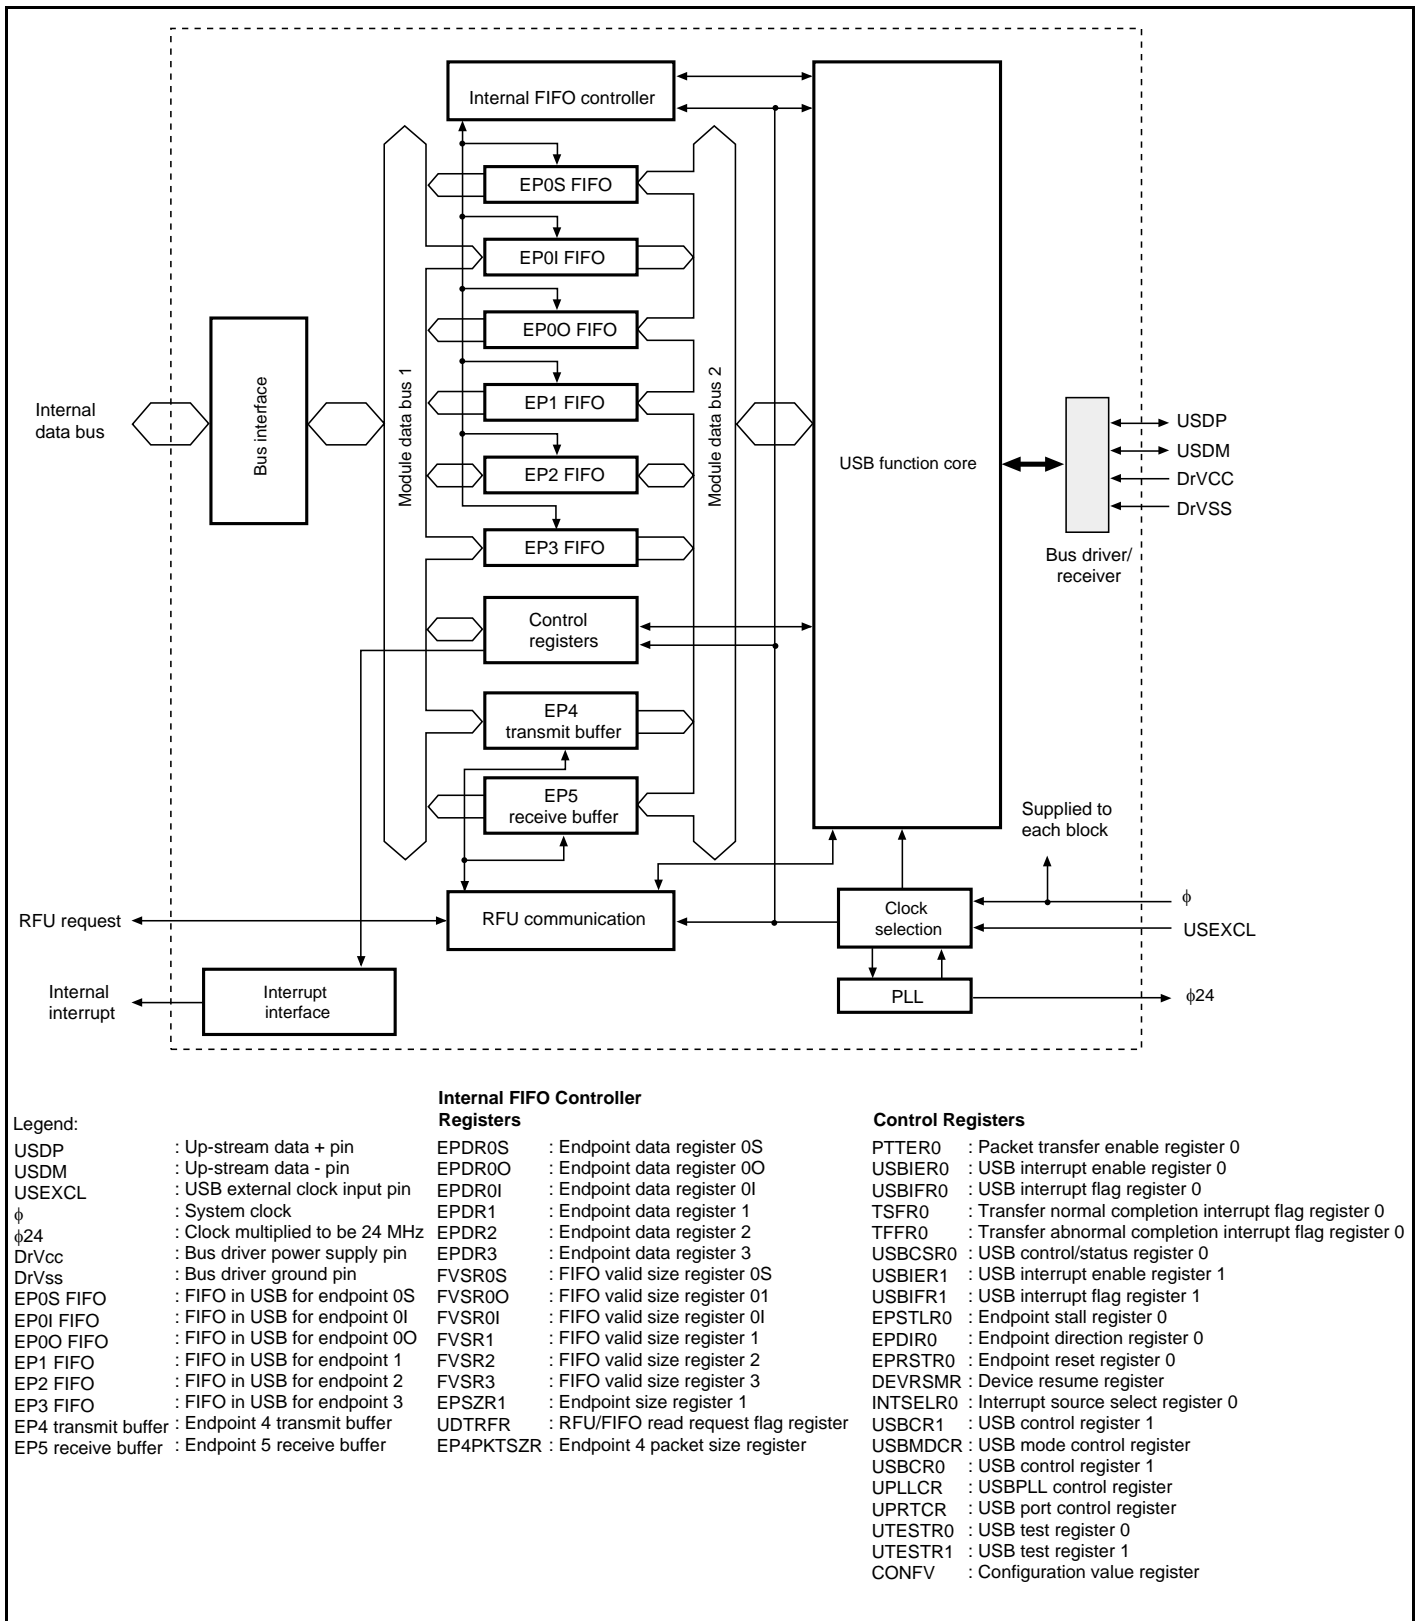 Internal FIFO controller
EP0S FIFO
EP0I FIFO
EP0O FIFO
EP1 FIFO
EP2 FIFO
EP3 FIFO
Control
registers
EP4
transmit buffer
EP5
receive buffer
RFU communication
Internal
data bus
Bus interface
Module data bus 1
Module data bus 2
USB function core
USDP
USDM
DrVCC
DrVSS
Bus driver/
receiver
Supplied to
each block
RFU request
Clock
selection
ϕ
USEXCL
Internal
interrupt
Interrupt
interface
PLL
ϕ24
Legend:
USDP : Up-stream data + pin
USDM : Up-stream data - pin
USEXCL : USB external clock input pin
ϕ : System clock
ϕ24 : Clock multiplied to be 24 MHz
DrVcc : Bus driver power supply pin
DrVss : Bus driver ground pin
EP0S FIFO : FIFO in USB for endpoint 0S
EP0I FIFO : FIFO in USB for endpoint 0I
EP0O FIFO : FIFO in USB for endpoint 0O
EP1 FIFO : FIFO in USB for endpoint 1
EP2 FIFO : FIFO in USB for endpoint 2
EP3 FIFO : FIFO in USB for endpoint 3
EP4 transmit buffer : Endpoint 4 transmit buffer
EP5 receive buffer : Endpoint 5 receive buffer
Internal FIFO Controller
Registers
EPDR0S : Endpoint data register 0S
EPDR0O : Endpoint data register 0O
EPDR0I : Endpoint data register 0I
EPDR1 : Endpoint data register 1
EPDR2 : Endpoint data register 2
EPDR3 : Endpoint data register 3
FVSR0S : FIFO valid size register 0S
FVSR0O : FIFO valid size register 01
FVSR0I : FIFO valid size register 0I
FVSR1 : FIFO valid size register 1
FVSR2 : FIFO valid size register 2
FVSR3 : FIFO valid size register 3
EPSZR1 : Endpoint size register 1
UDTRFR : RFU/FIFO read request flag register
EP4PKTSZR : Endpoint 4 packet size register
Control Registers
PTTER0 : Packet transfer enable register 0
USBIER0 : USB interrupt enable register 0
USBIFR0 : USB interrupt flag register 0
TSFR0 : Transfer normal completion interrupt flag register 0
TFFR0 : Transfer abnormal completion interrupt flag register 0
USBCSR0 : USB control/status register 0
USBIER1 : USB interrupt enable register 1
USBIFR1 : USB interrupt flag register 1
EPSTLR0 : Endpoint stall register 0
EPDIR0 : Endpoint direction register 0
EPRSTR0 : Endpoint reset register 0
DEVRSMR : Device resume register
INTSELR0 : Interrupt source select register 0
USBCR1 : USB control register 1
USBMDCR : USB mode control register
USBCR0 : USB control register 1
UPLLCR : USBPLL control register
UPRTCR : USB port control register
UTESTR0 : USB test register 0
UTESTR1 : USB test register 1
CONFV : Configuration value register